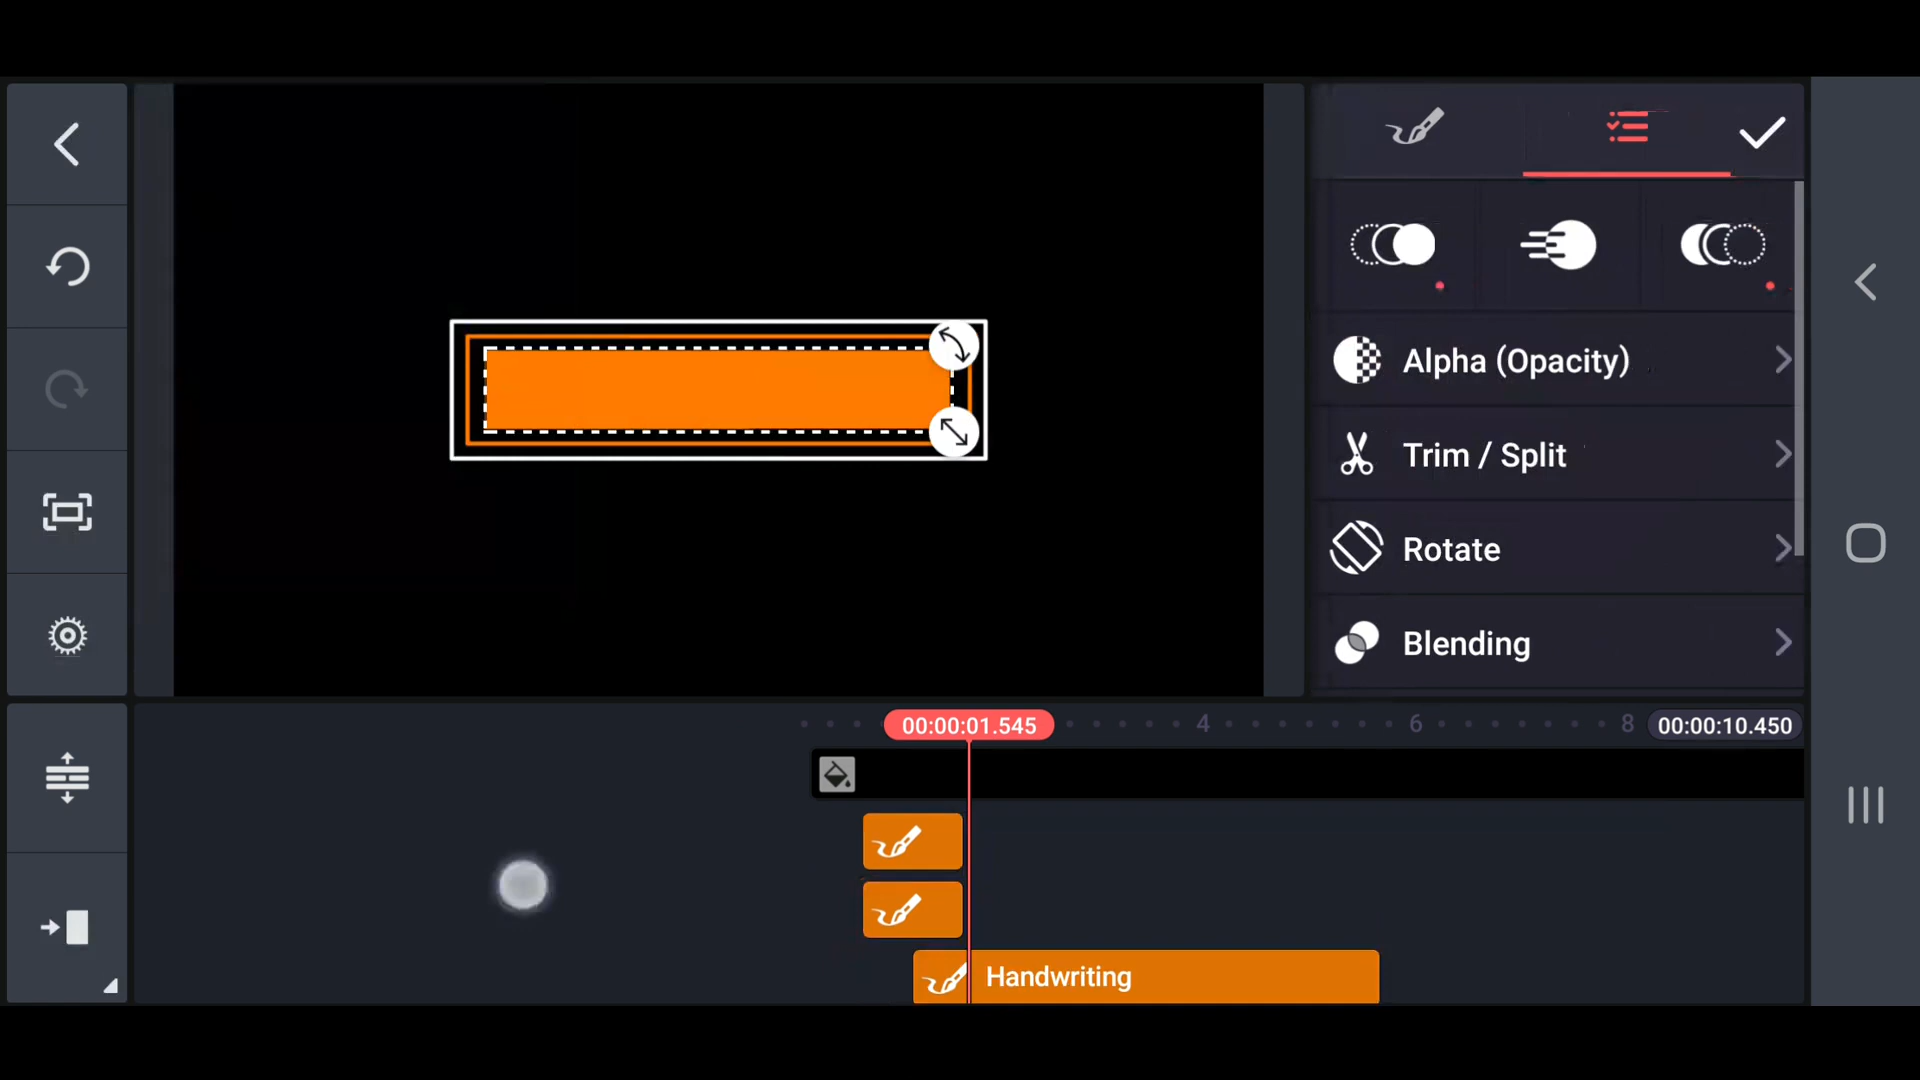 Alpha (Opacity)
Trim / Split
Rotate
Blending
00:00:01.545
4
6
8
00:00:10.450
Handwriting